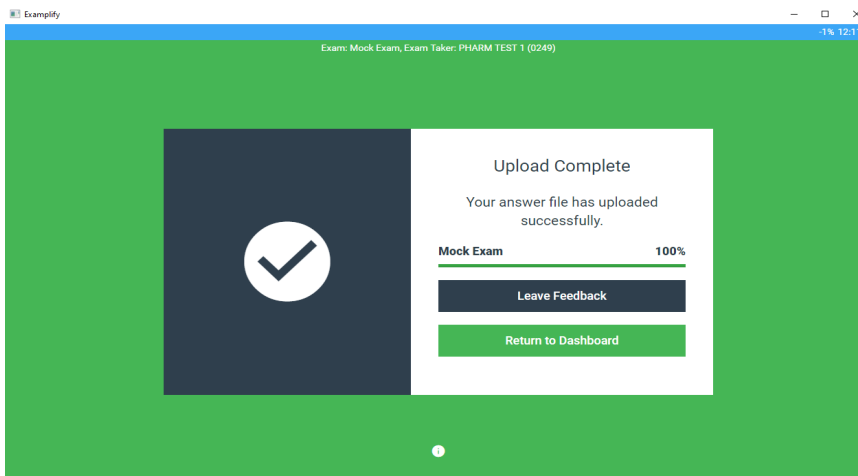 Examplify
-1% 12:1
Exam: Mock Exam, Exam Taker: PHARM TEST 1 (0249)
Upload Complete
Your answer file has uploaded
successfully.
Mock Exam 100%
Leave Feedback
Return to Dashboard